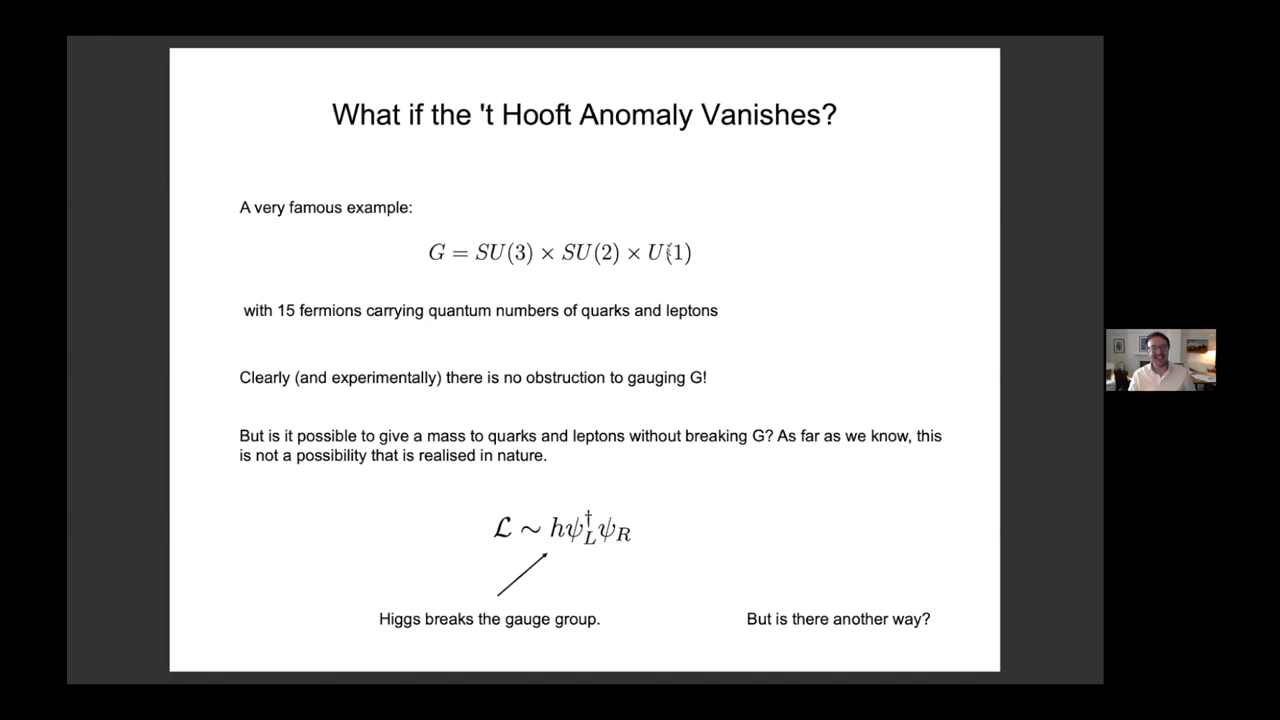 What if the 't Hooft Anomaly Vanishes?
A very famous example:
G = SU(3) × SU(2) × U(1)
with 15 fermions carrying quantum numbers of quarks and leptons
Clearly (and experimentally) there is no obstruction to gauging G!
But is it possible to give a mass to quarks and leptons without breaking G? As far as we know, this
is not a possibility that is realised in nature.
ℒ ∼ hψ_L^†ψ_R
Higgs breaks the gauge group.
But is there another way?